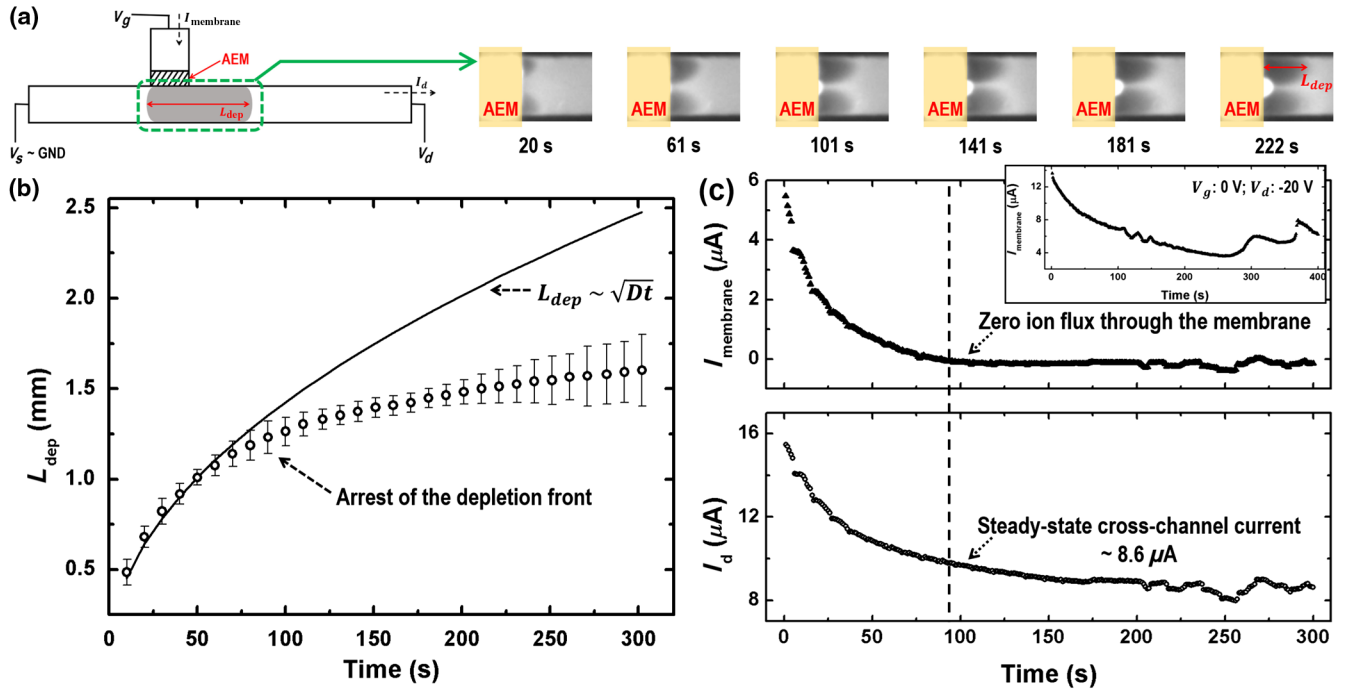 (a)
V_g
I_membrane
AEM
I_d
L_dep
V_s ~ GND
V_d
AEM
AEM
AEM
AEM
AEM
AEM
L_dep
20 s
61 s
101 s
141 s
181 s
222 s
(b)
2.5
2.0
1.5
1.0
0.5
L_dep (mm)
L_dep ~ √Dt
Arrest of the depletion front
0 50 100 150 200 250 300
Time (s)
(c)
6
4
2
0
I_membrane (μA)
12
8
4
I_membrane (μA)
V_g: 0 V; V_d: -20 V
0 100 200 300 400
Time (s)
Zero ion flux through the membrane
16
12
8
I_d (μA)
Steady-state cross-channel current
~ 8.6 μA
0 50 100 150 200 250 300
Time (s)